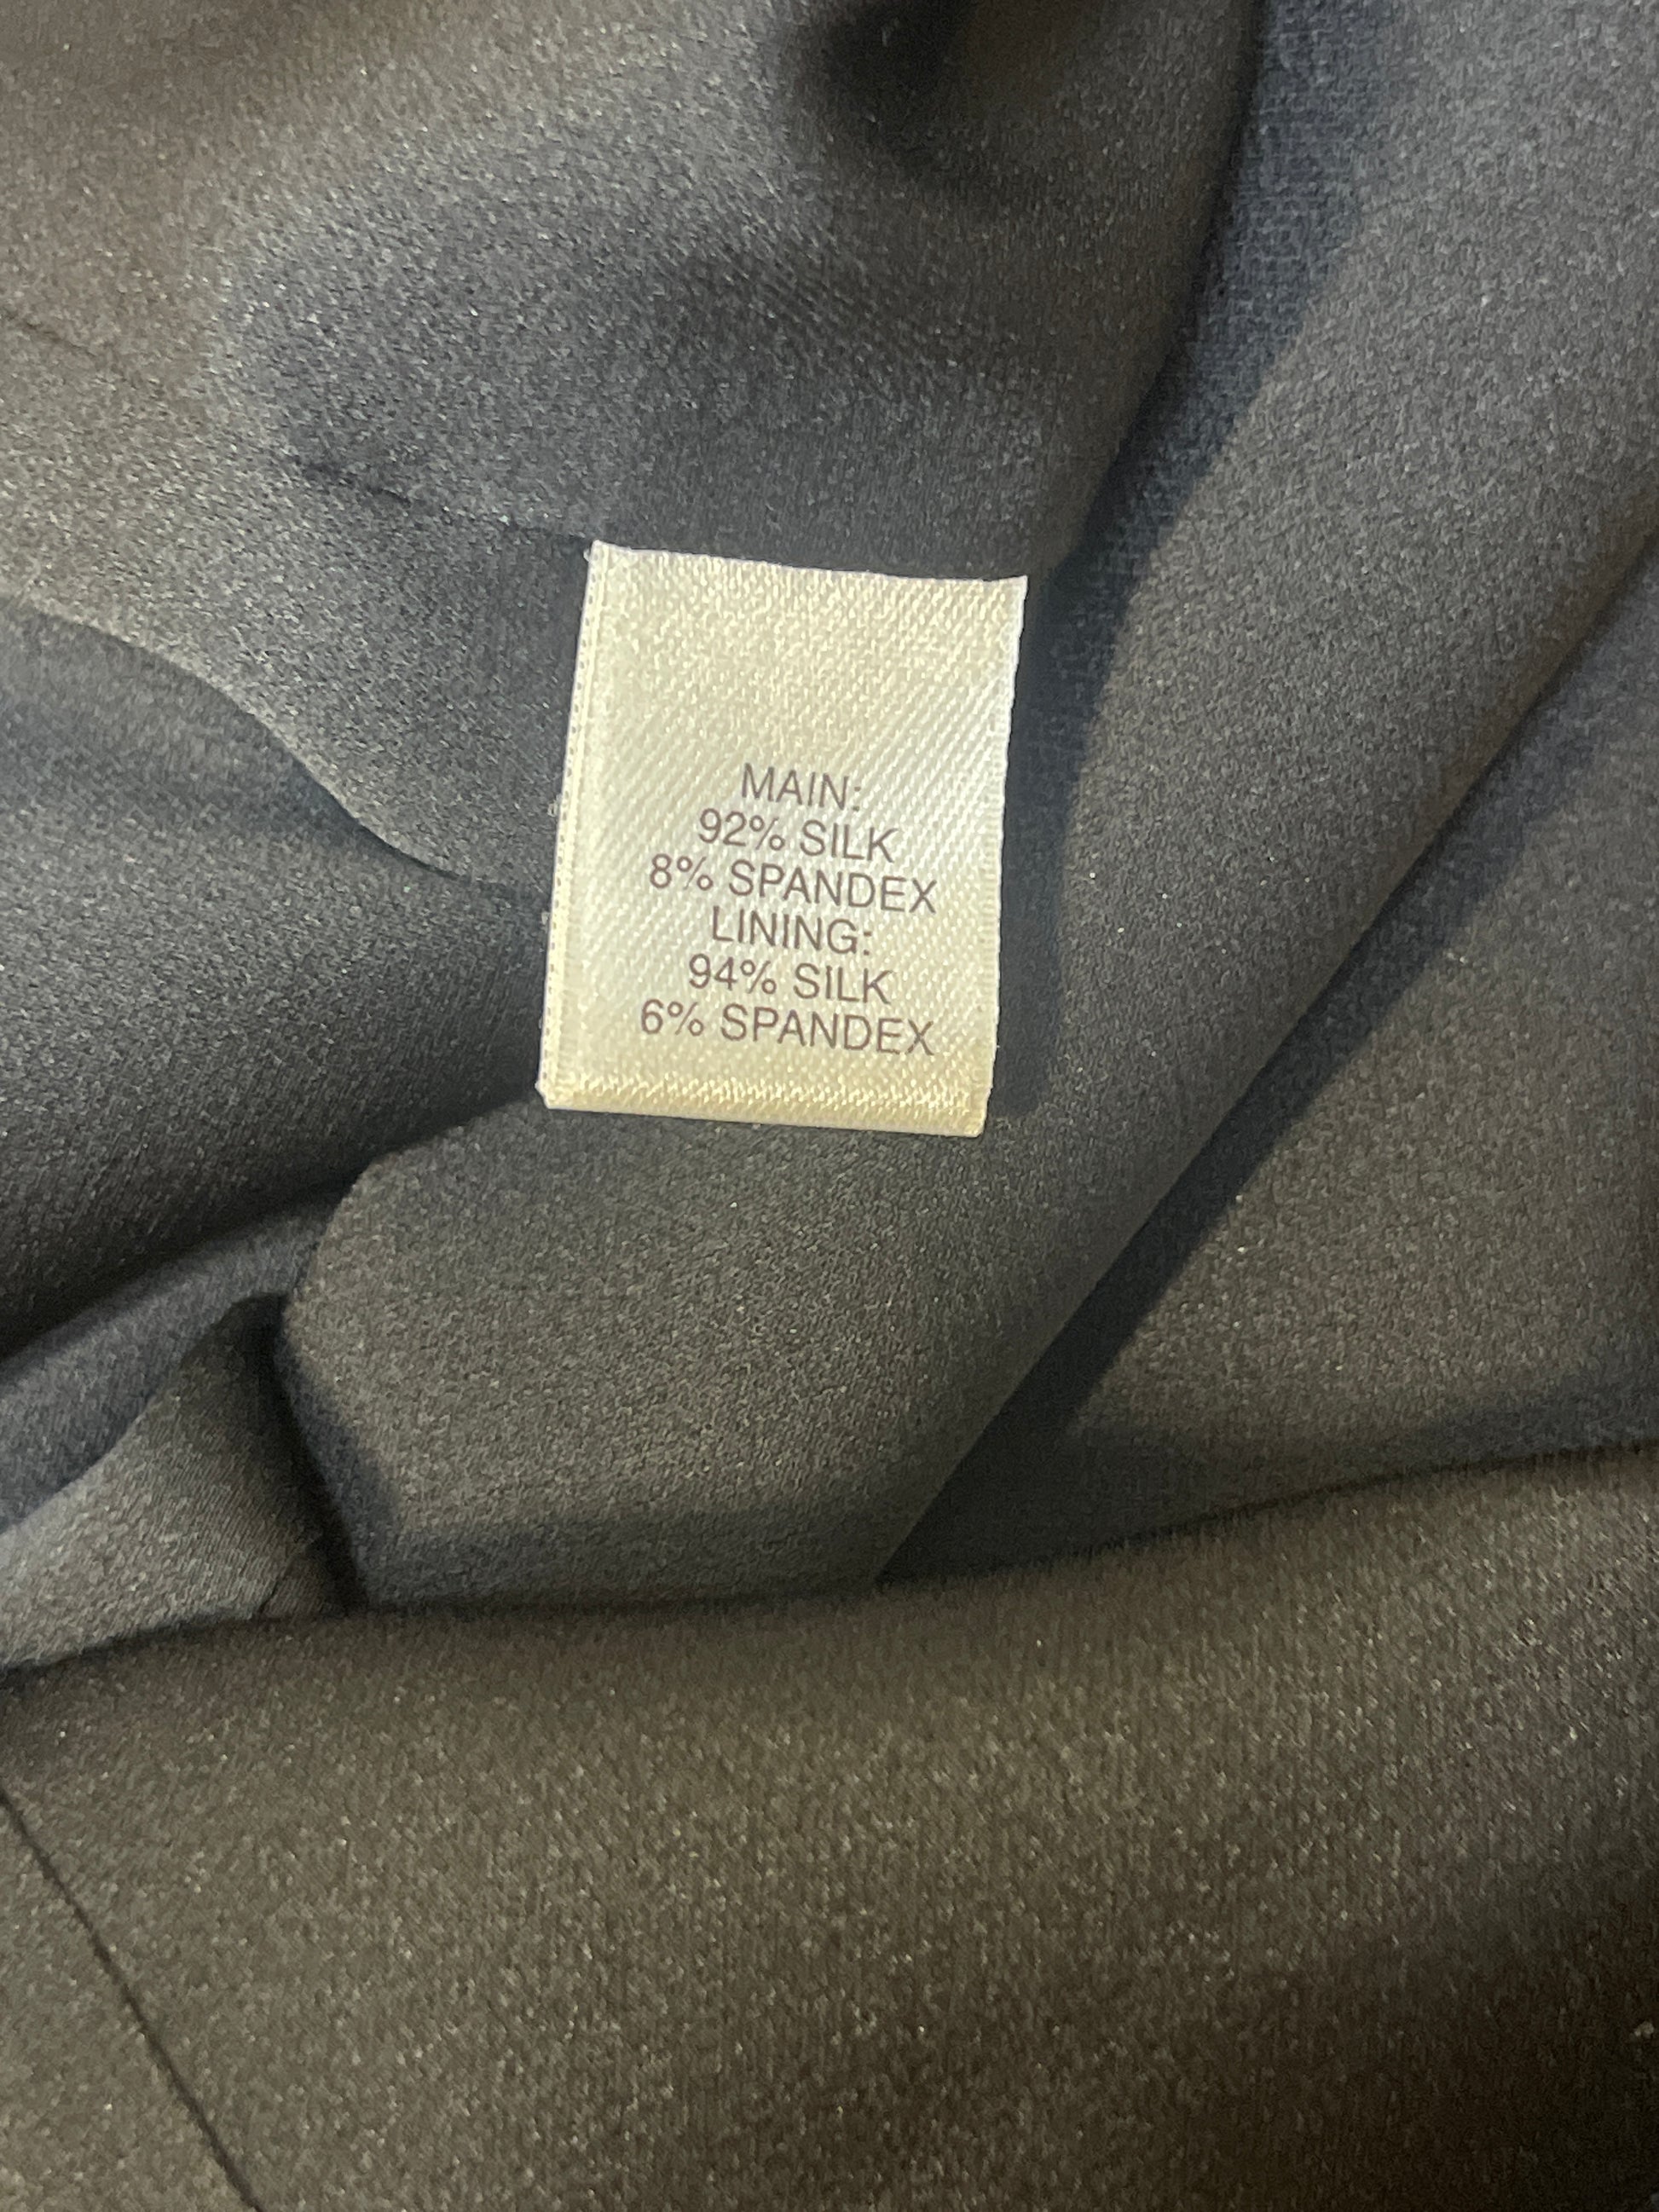 MAIN:
92% SILK
8% SPANDEX
LINING:
94% SILK
6% SPANDEX